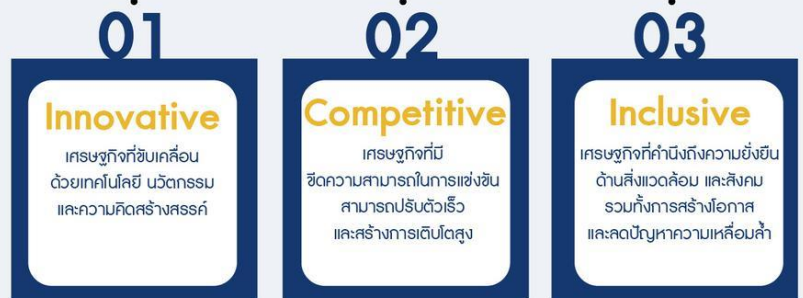 01
Innovative
เศรษฐกิจที่ขับเคลื่อน
ด้วยเทคโนโลยี นวัตกรรม
และความคิดสร้างสรรค์
02
Competitive
เศรษฐกิจที่มี
ขีดความสามารถในการแข่งขัน
สามารถปรับตัวเร็ว
และสร้างการเติบโตสูง
03
Inclusive
เศรษฐกิจที่คำนึงถึงความยั่งยืน
ด้านสิ่งแวดล้อม และสังคม
รวมทั้งการสร้างโอกาส
และลดปัญหาความเหลื่อมล้ำ